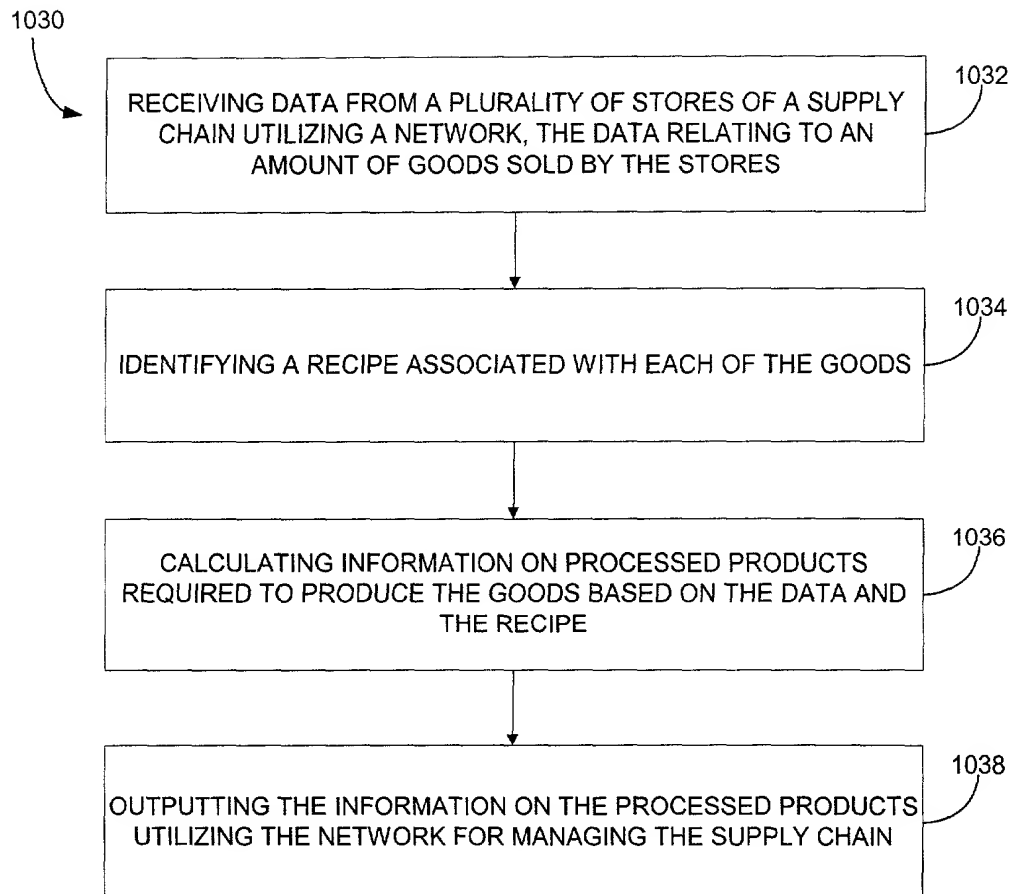 1030
1032
RECEIVING DATA FROM A PLURALITY OF STORES OF A SUPPLY
CHAIN UTILIZING A NETWORK, THE DATA RELATING TO AN
AMOUNT OF GOODS SOLD BY THE STORES
1034
IDENTIFYING A RECIPE ASSOCIATED WITH EACH OF THE GOODS
1036
CALCULATING INFORMATION ON PROCESSED PRODUCTS
REQUIRED TO PRODUCE THE GOODS BASED ON THE DATA AND
THE RECIPE
1038
OUTPUTTING THE INFORMATION ON THE PROCESSED PRODUCTS
UTILIZING THE NETWORK FOR MANAGING THE SUPPLY CHAIN